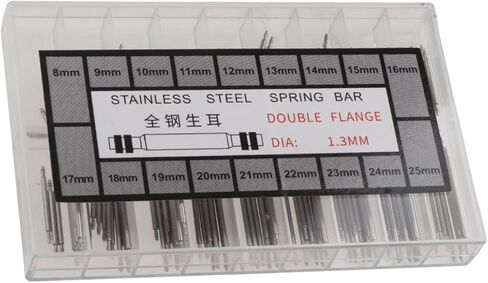 8mm 9mm 10mm 11mm 12mm 13mm 14mm 15mm 16mm
STAINLESS STEEL SPRING BAR
全钢生耳 DOUBLE FLANGE
DIA: 1.3MM
17mm 18mm 19mm 20mm 21mm 22mm 23mm 24mm 25mm